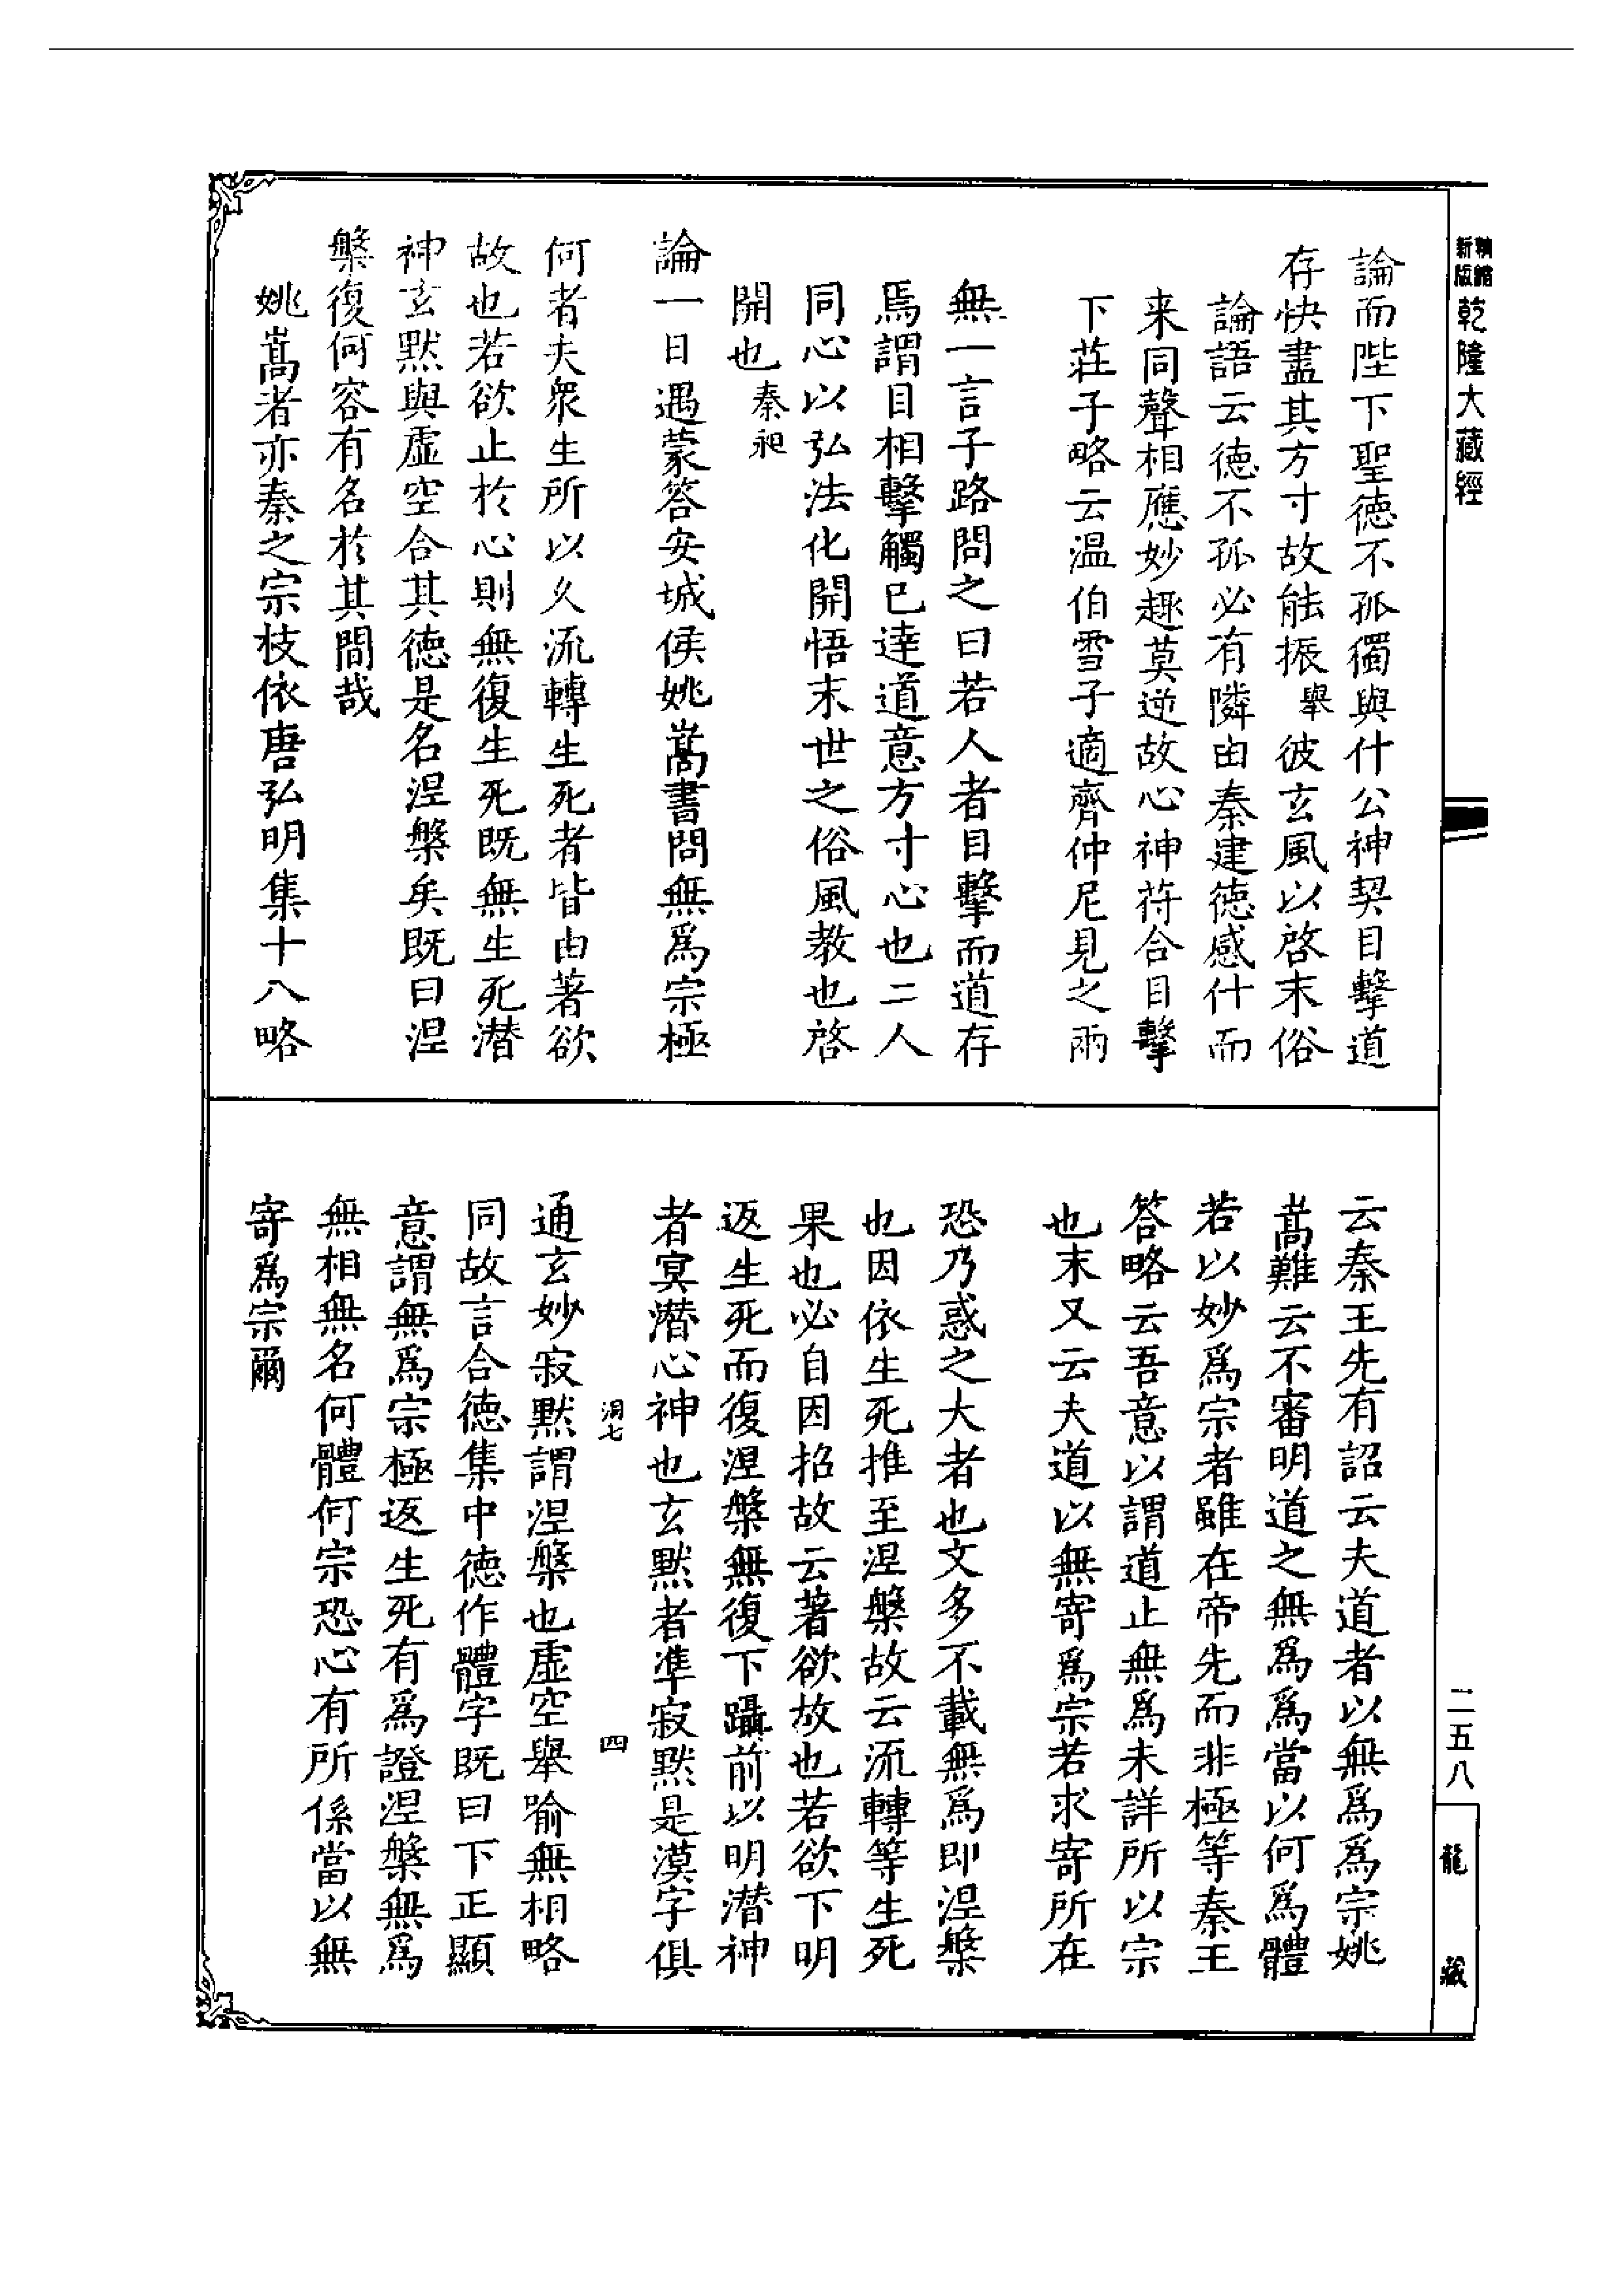 新版
精縮
乾隆大藏經
論而陛下聖德不孤獨與什公神契目擊道
存快盡其方寸故能振舉彼玄風以啓末俗
論語云德不孤必有隣由秦建德感什而
来同聲相應妙趣莫逆故心神符合目擊
下莊子略云温伯雪子適齊仲尼見之兩
無一言子路問之曰若人者目擊而道存
焉謂目相擊觸已達道意方寸心也二人
同心以弘法化開悟末世之俗風教也啓
開也秦昶
論一日遇蒙答安城侯姚嵩書問無爲宗極
何者夫衆生所以久流轉生死者皆由著欲
故也若欲止於心則無復生死既無生死潜
神玄默與虛空合其德是名涅槃矣既曰涅
槃復何容有名於其間哉
姚嵩者亦秦之宗枝依唐弘明集十八略
云秦王先有詔云夫道者以無爲爲宗姚
嵩難云不審明道之無爲爲當以何爲體
若以妙爲宗者雖在帝先而非極等秦王
答略云吾意以謂道止無爲未詳所以宗
也末又云夫道以無寄爲宗若求寄所在
恐乃惑之大者也文多不載無爲即涅槃
也因依生死推至涅槃故云流轉等生死
果也必自因招故云著欲故也若欲下明
返生死而復涅槃無復下躡前以明潜神
者冥潜心神也玄默者準寂默是漠字俱
洞七
四
通玄妙寂默謂涅槃也虛空舉喻無相略
同故言合德集中德作體字既曰下正顯
意謂無爲宗極返生死有爲證涅槃無爲
無相無名何體何宗恐心有所係當以無
寄爲宗爾
二五八
龍藏